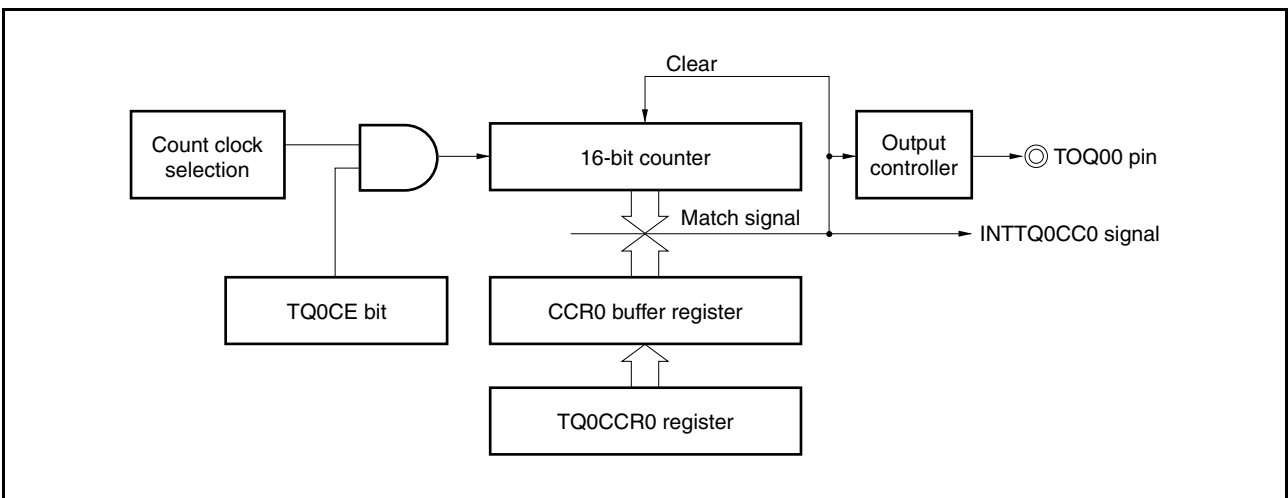 Clear
Count clock
selection
16-bit counter
Output
controller
TOQ00 pin
Match signal
INTTQ0CC0 signal
TQ0CE bit
CCR0 buffer register
TQ0CCR0 register